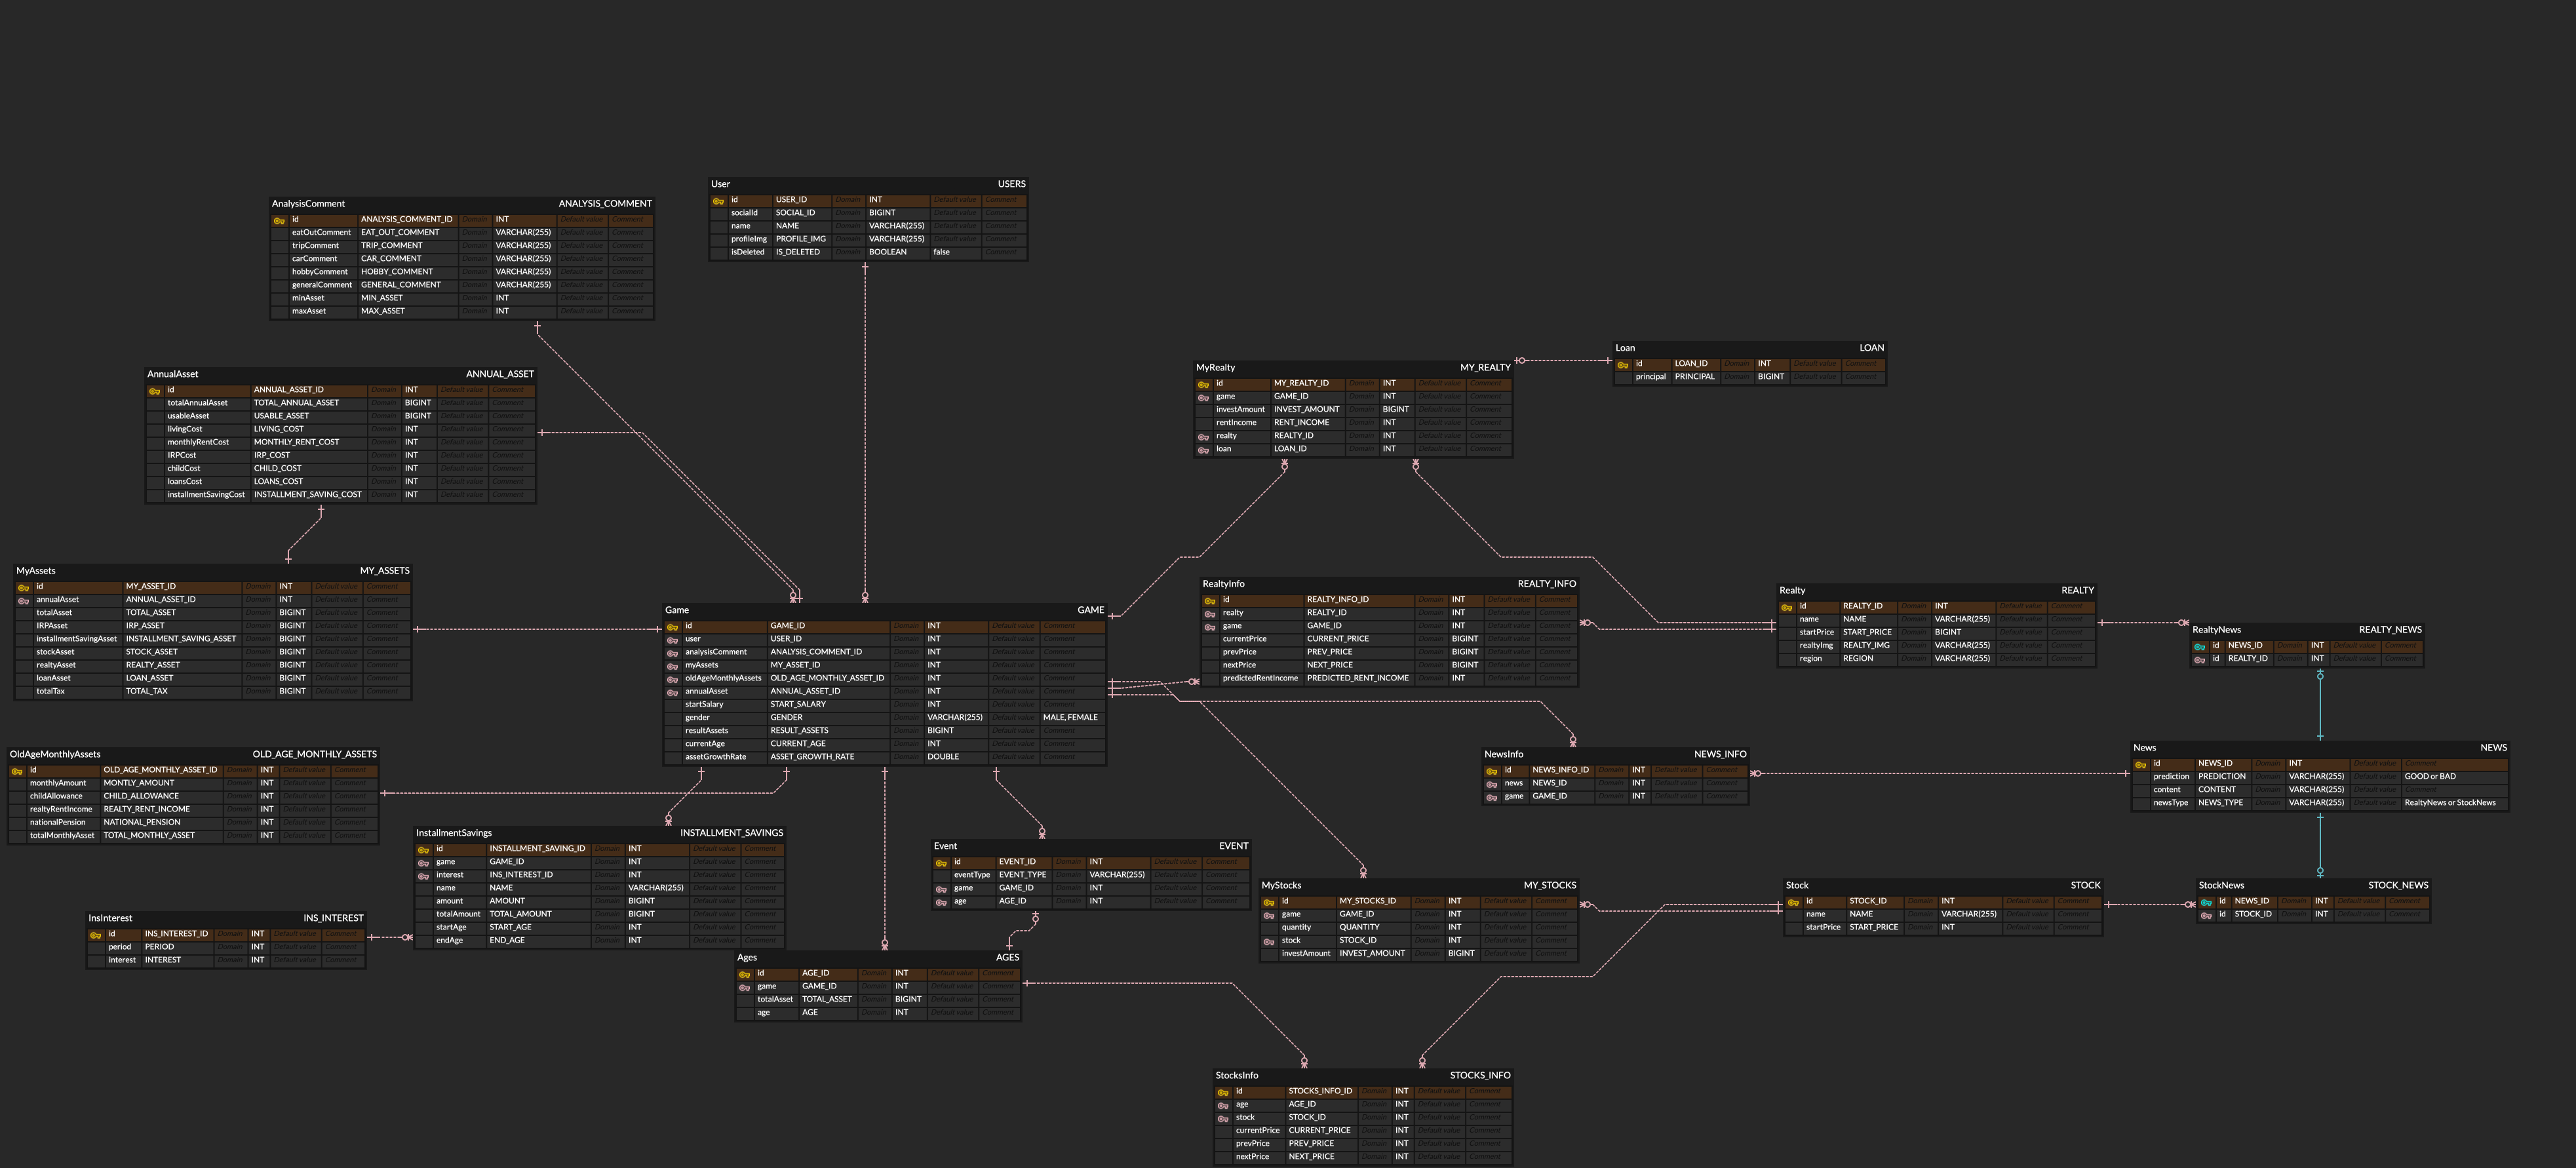 User USERS
id USER_ID Domain INT Default value Comment
socialId SOCIAL_ID Domain BIGINT Default value Comment
name NAME Domain VARCHAR(255) Default value Comment
profileImg PROFILE_IMG Domain VARCHAR(255) Default value Comment
isDeleted IS_DELETED Domain BOOLEAN false Comment
AnalysisComment ANALYSIS_COMMENT
id ANALYSIS_COMMENT_ID Domain INT Default value Comment
eatOutComment EAT_OUT_COMMENT Domain VARCHAR(255) Default value Comment
tripComment TRIP_COMMENT Domain VARCHAR(255) Default value Comment
carComment CAR_COMMENT Domain VARCHAR(255) Default value Comment
hobbyComment HOBBY_COMMENT Domain VARCHAR(255) Default value Comment
generalComment GENERAL_COMMENT Domain VARCHAR(255) Default value Comment
minAsset MIN_ASSET Domain INT Default value Comment
maxAsset MAX_ASSET Domain INT Default value Comment
Loan LOAN
id LOAN_ID Domain INT Default value Comment
principal PRINCIPAL Domain BIGINT Default value Comment
MyRealty MY_REALTY
id MY_REALTY_ID Domain INT Default value Comment
game GAME_ID Domain INT Default value Comment
investAmount INVEST_AMOUNT Domain BIGINT Default value Comment
rentIncome RENT_INCOME Domain INT Default value Comment
realty REALTY_ID Domain INT Default value Comment
loan LOAN_ID Domain INT Default value Comment
AnnualAsset ANNUAL_ASSET
id ANNUAL_ASSET_ID Domain INT Default value Comment
totalAnnualAsset TOTAL_ANNUAL_ASSET Domain BIGINT Default value Comment
usableAsset USABLE_ASSET Domain BIGINT Default value Comment
livingCost LIVING_COST Domain INT Default value Comment
monthlyRentCost MONTHLY_RENT_COST Domain INT Default value Comment
IRPCost IRP_COST Domain INT Default value Comment
childCost CHILD_COST Domain INT Default value Comment
loansCost LOANS_COST Domain INT Default value Comment
installmentSavingCost INSTALLMENT_SAVING_COST Domain INT Default value Comment
MyAssets MY_ASSETS
id MY_ASSET_ID Domain INT Default value Comment
annualAsset ANNUAL_ASSET_ID Domain INT Default value Comment
totalAsset TOTAL_ASSET Domain BIGINT Default value Comment
IRPAsset IRP_ASSET Domain BIGINT Default value Comment
installmentSavingAsset INSTALLMENT_SAVING_ASSET Domain BIGINT Default value Comment
stockAsset STOCK_ASSET Domain BIGINT Default value Comment
realtyAsset REALTY_ASSET Domain BIGINT Default value Comment
loanAsset LOAN_ASSET Domain BIGINT Default value Comment
totalTax TOTAL_TAX Domain BIGINT Default value Comment
Game GAME
id GAME_ID Domain INT Default value Comment
user USER_ID Domain INT Default value Comment
analysisComment ANALYSIS_COMMENT_ID Domain INT Default value Comment
myAssets MY_ASSET_ID Domain INT Default value Comment
oldAgeMonthlyAssets OLD_AGE_MONTHLY_ASSET_ID Domain INT Default value Comment
annualAsset ANNUAL_ASSET_ID Domain INT Default value Comment
startSalary START_SALARY Domain INT Default value Comment
gender GENDER Domain VARCHAR(255) Default value MALE, FEMALE
resultAssets RESULT_ASSETS Domain BIGINT Default value Comment
currentAge CURRENT_AGE Domain INT Default value Comment
assetGrowthRate ASSET_GROWTH_RATE Domain DOUBLE Default value Comment
RealtyInfo REALTY_INFO
id REALTY_INFO_ID Domain INT Default value Comment
realty REALTY_ID Domain INT Default value Comment
game GAME_ID Domain INT Default value Comment
currentPrice CURRENT_PRICE Domain BIGINT Default value Comment
prevPrice PREV_PRICE Domain BIGINT Default value Comment
nextPrice NEXT_PRICE Domain BIGINT Default value Comment
predictedRentIncome PREDICTED_RENT_INCOME Domain INT Default value Comment
Realty REALTY
id REALTY_ID Domain INT Default value Comment
name NAME Domain VARCHAR(255) Default value Comment
startPrice START_PRICE Domain BIGINT Default value Comment
realtyImg REALTY_IMG Domain VARCHAR(255) Default value Comment
region REGION Domain VARCHAR(255) Default value Comment
RealtyNews REALTY_NEWS
id NEWS_ID Domain INT Default value Comment
id REALTY_ID Domain INT Default value Comment
OldAgeMonthlyAssets OLD_AGE_MONTHLY_ASSETS
id OLD_AGE_MONTHLY_ASSET_ID Domain INT Default value Comment
monthlyAmount MONTLY_AMOUNT Domain INT Default value Comment
childAllowance CHILD_ALLOWANCE Domain INT Default value Comment
realtyRentIncome REALTY_RENT_INCOME Domain INT Default value Comment
nationalPension NATIONAL_PENSION Domain INT Default value Comment
totalMonthlyAsset TOTAL_MONTHLY_ASSET Domain INT Default value Comment
NewsInfo NEWS_INFO
id NEWS_INFO_ID Domain INT Default value Comment
news NEWS_ID Domain INT Default value Comment
game GAME_ID Domain INT Default value Comment
News NEWS
id NEWS_ID Domain INT Default value Comment
prediction PREDICTION Domain VARCHAR(255) Default value GOOD or BAD
content CONTENT Domain VARCHAR(255) Default value Comment
newsType NEWS_TYPE Domain VARCHAR(255) Default value RealtyNews or StockNews
InstallmentSavings INSTALLMENT_SAVINGS
id INSTALLMENT_SAVING_ID Domain INT Default value Comment
game GAME_ID Domain INT Default value Comment
interest INS_INTEREST_ID Domain INT Default value Comment
name NAME Domain VARCHAR(255) Default value Comment
amount AMOUNT Domain BIGINT Default value Comment
totalAmount TOTAL_AMOUNT Domain BIGINT Default value Comment
startAge START_AGE Domain INT Default value Comment
endAge END_AGE Domain INT Default value Comment
Event EVENT
id EVENT_ID Domain INT Default value Comment
eventType EVENT_TYPE Domain VARCHAR(255) Default value Comment
game GAME_ID Domain INT Default value Comment
age AGE_ID Domain INT Default value Comment
MyStocks MY_STOCKS
id MY_STOCKS_ID Domain INT Default value Comment
game GAME_ID Domain INT Default value Comment
quantity QUANTITY Domain INT Default value Comment
stock STOCK_ID Domain INT Default value Comment
investAmount INVEST_AMOUNT Domain BIGINT Default value Comment
Stock STOCK
id STOCK_ID Domain INT Default value Comment
name NAME Domain VARCHAR(255) Default value Comment
startPrice START_PRICE Domain INT Default value Comment
StockNews STOCK_NEWS
id NEWS_ID Domain INT Default value Comment
id STOCK_ID Domain INT Default value Comment
InsInterest INS_INTEREST
id INS_INTEREST_ID Domain INT Default value Comment
period PERIOD Domain INT Default value Comment
interest INTEREST Domain INT Default value Comment
Ages AGES
id AGE_ID Domain INT Default value Comment
game GAME_ID Domain INT Default value Comment
totalAsset TOTAL_ASSET Domain BIGINT Default value Comment
age AGE Domain INT Default value Comment
StocksInfo STOCKS_INFO
id STOCKS_INFO_ID Domain INT Default value Comment
age AGE_ID Domain INT Default value Comment
stock STOCK_ID Domain INT Default value Comment
currentPrice CURRENT_PRICE Domain INT Default value Comment
prevPrice PREV_PRICE Domain INT Default value Comment
nextPrice NEXT_PRICE Domain INT Default value Comment